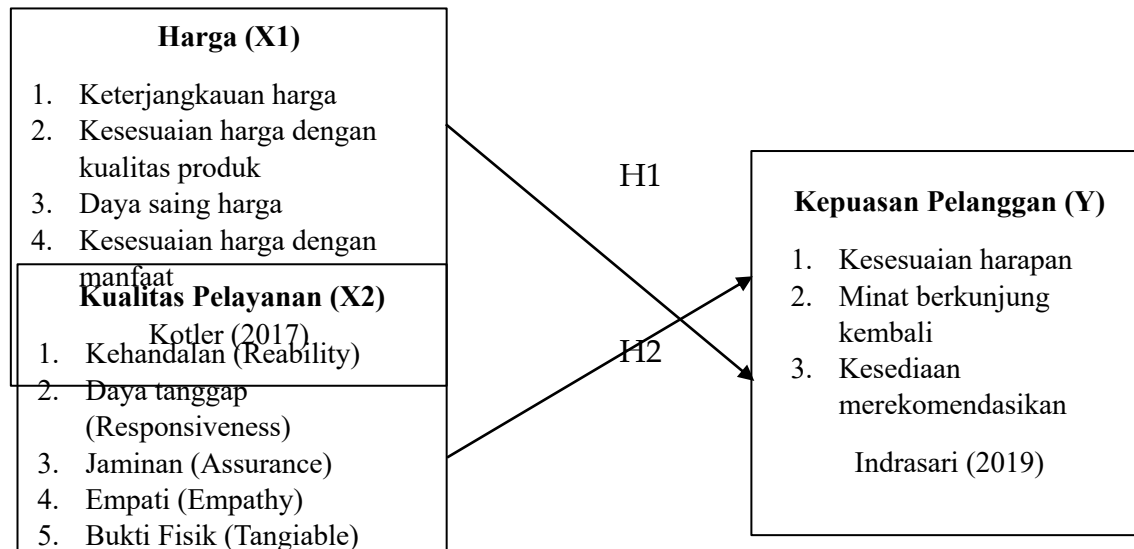 Harga (X1)
1. Keterjangkauan harga
2. Kesesuaian harga dengan
kualitas produk
3. Daya saing harga
4. Kesesuaian harga dengan
manfaat
Kotler (2017)
Kualitas Pelayanan (X2)
1. Kehandalan (Reability)
2. Daya tanggap
(Responsiveness)
3. Jaminan (Assurance)
4. Empati (Empathy)
5. Bukti Fisik (Tangiable)
H1
H2
Kepuasan Pelanggan (Y)
1. Kesesuaian harapan
2. Minat berkunjung
kembali
3. Kesediaan
merekomendasikan
Indrasari (2019)